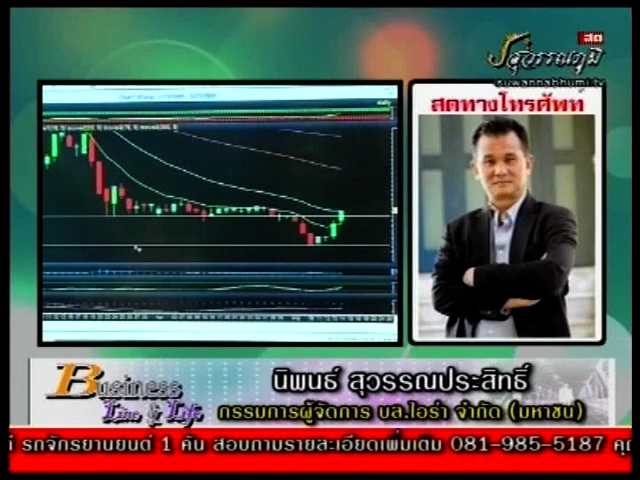 สด
สุวรรณภูมิ
suwannabhumi.tv
สดทางโทรศัพท์
daily
Business
Line & Life
นิพนธ์ สุวรรณประสิทธิ์
กรรมการผู้จัดการ บล.ไอร่า จำกัด (มหาชน)
รถจักรยานยนต์ 1 คัน สอบถามรายละเอียดเพิ่มเติม 081-985-5187